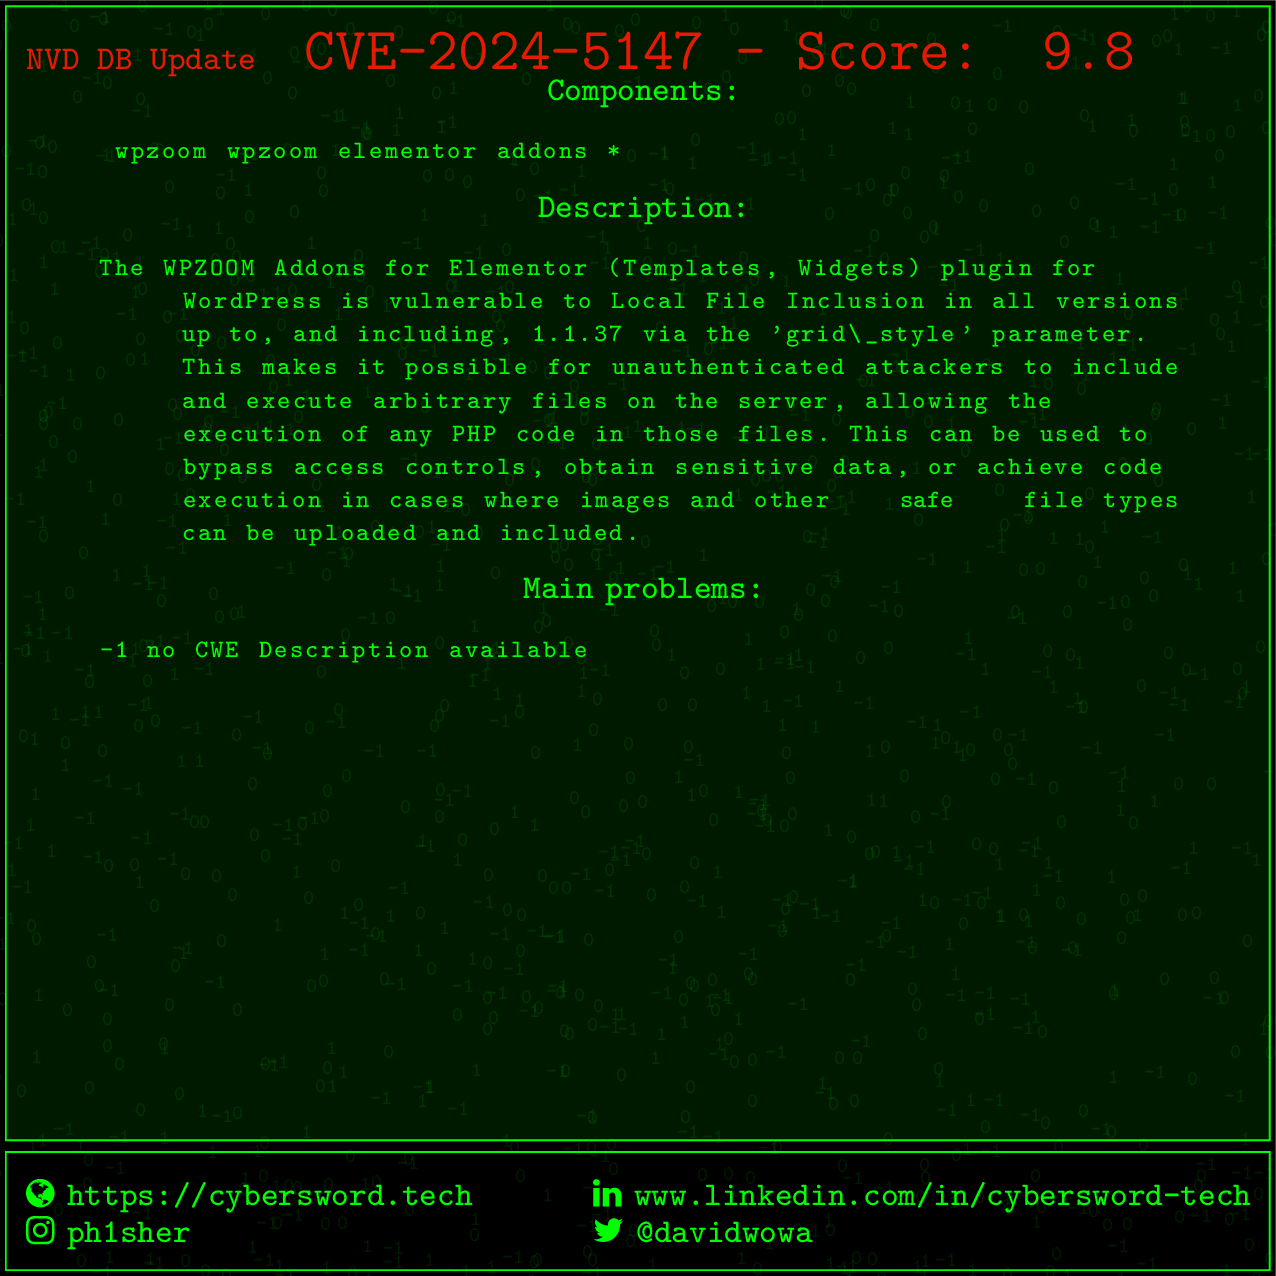 NVD DB Update CVE-2024-5147 - Score: 9.8
Components:
wpzoom wpzoom elementor addons *
Description:
The WPZOOM Addons for Elementor (Templates, Widgets) plugin for
WordPress is vulnerable to Local File Inclusion in all versions
up to, and including, 1.1.37 via the 'grid\_style' parameter.
This makes it possible for unauthenticated attackers to include
and execute arbitrary files on the server, allowing the
execution of any PHP code in those files. This can be used to
bypass access controls, obtain sensitive data, or achieve code
execution in cases where images and other safe file types
can be uploaded and included.
Main problems:
-1 no CWE Description available
https://cybersword.tech
www.linkedin.com/in/cybersword-tech
ph1sher
@davidwowa